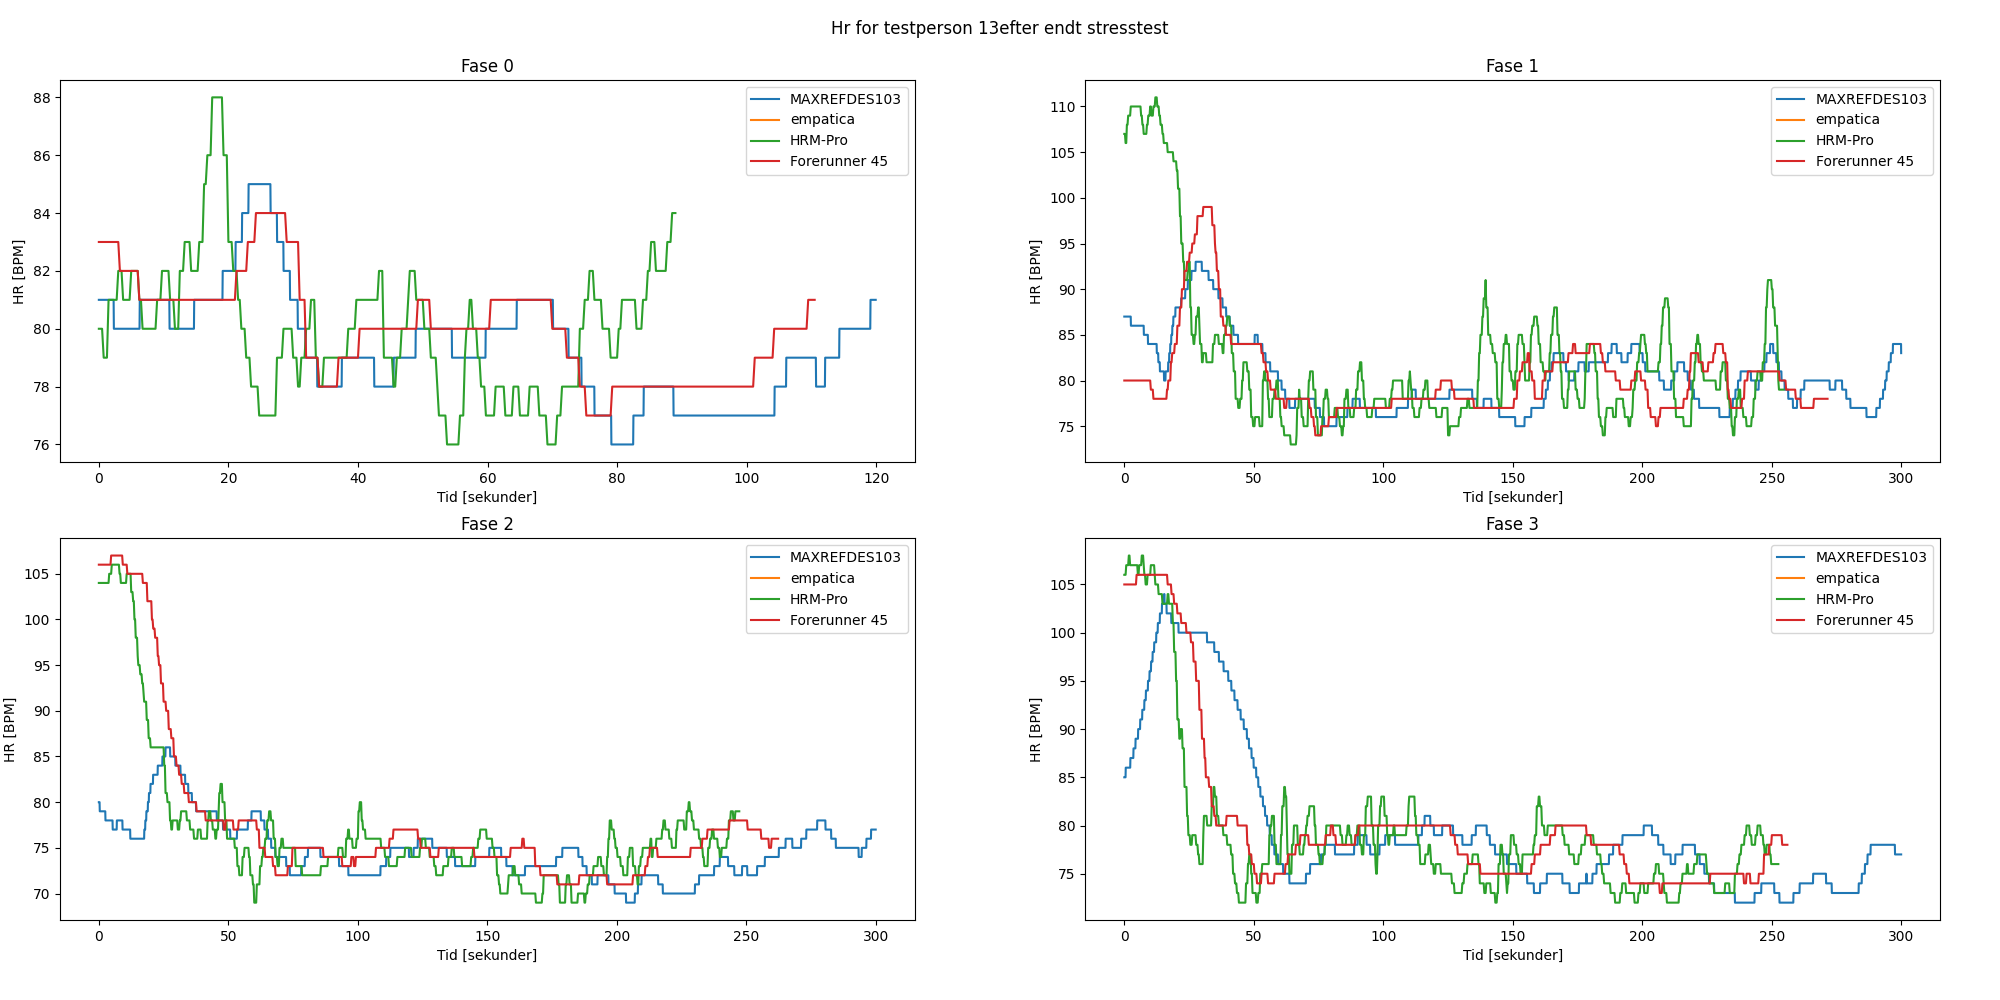 Hr for testperson 13efter endt stresstest
Fase 0
88
86
84
82
80
78
76
HR [BPM]
0 20 40 60 80 100 120
Tid [sekunder]
MAXREFDES103
empatica
HRM-Pro
Forerunner 45
Fase 1
110
105
100
95
90
85
80
75
HR [BPM]
0 50 100 150 200 250 300
Tid [sekunder]
MAXREFDES103
empatica
HRM-Pro
Forerunner 45
Fase 2
105
100
95
90
85
80
75
70
HR [BPM]
0 50 100 150 200 250 300
Tid [sekunder]
MAXREFDES103
empatica
HRM-Pro
Forerunner 45
Fase 3
105
100
95
90
85
80
75
HR [BPM]
0 50 100 150 200 250 300
Tid [sekunder]
MAXREFDES103
empatica
HRM-Pro
Forerunner 45